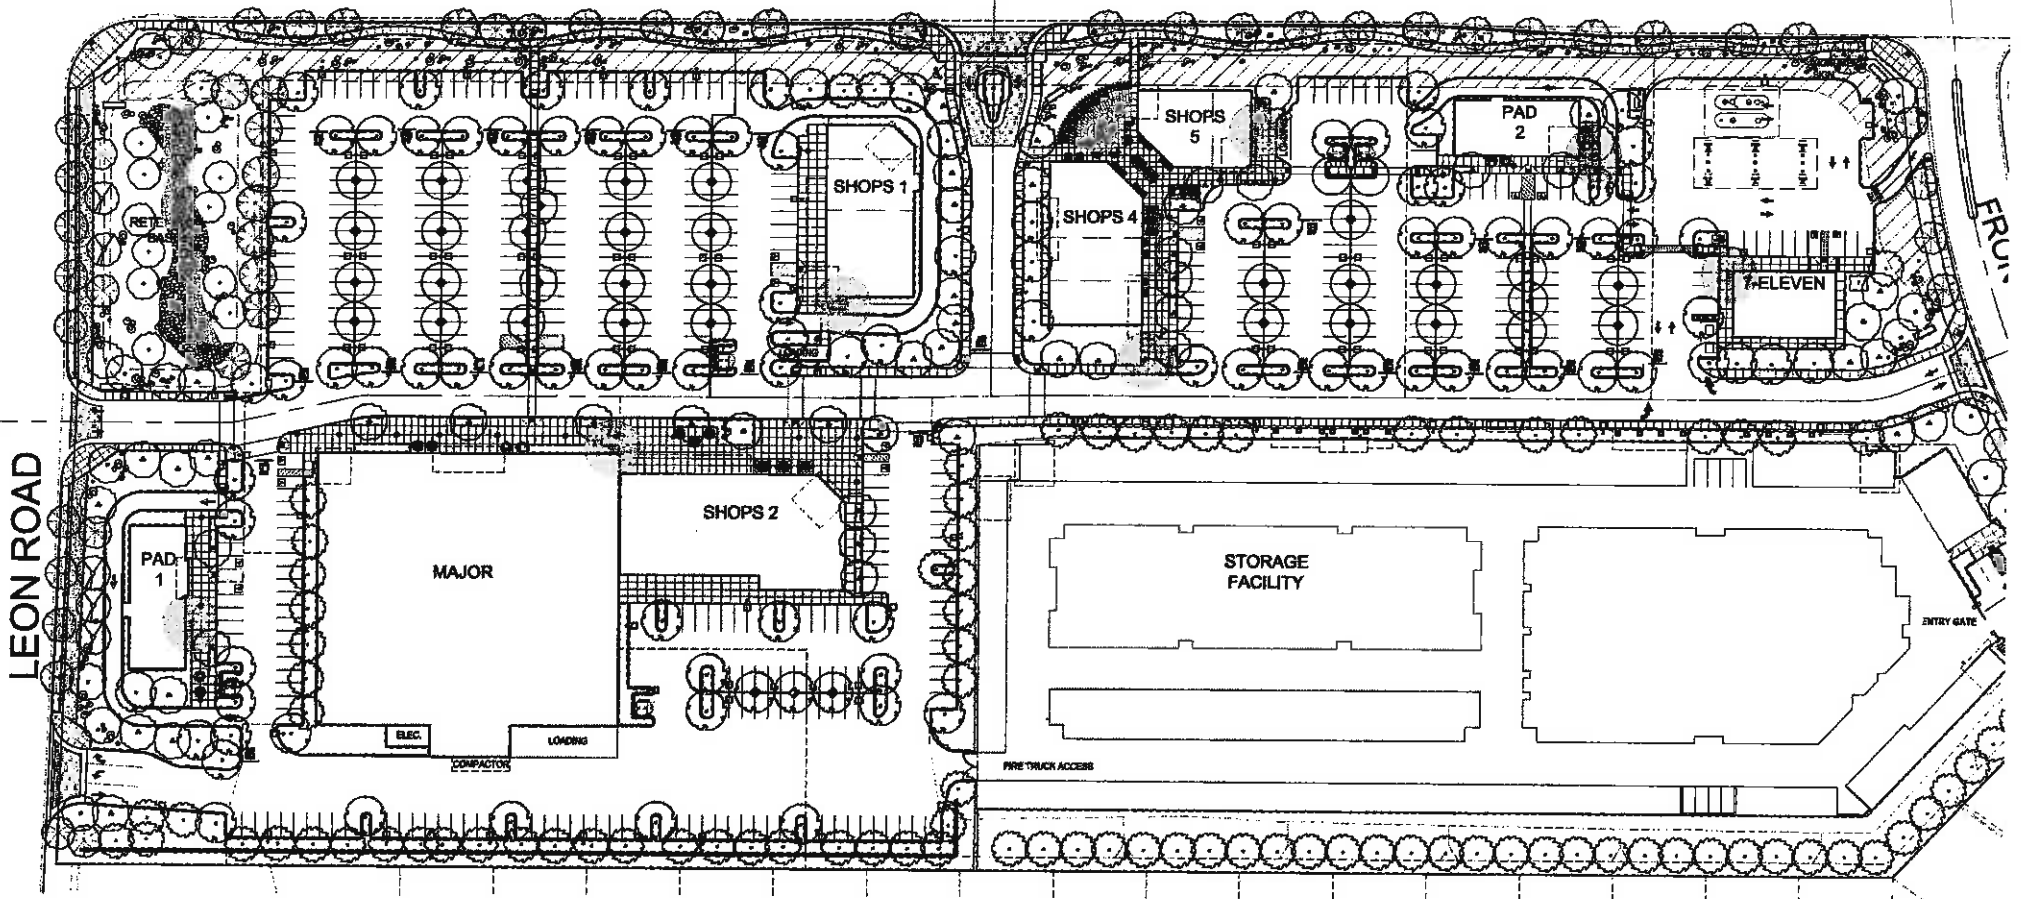 SIGN
SHOPS
5
PAD
2
SHOPS 1
SHOPS 4
FRON
7-ELEVEN
LOADING
LEON ROAD
SHOPS 2
PAD
1
MAJOR
STORAGE
FACILITY
ENTRY GATE
ELEC.
LOADING
COMPACTOR
FIRE TRUCK ACCESS